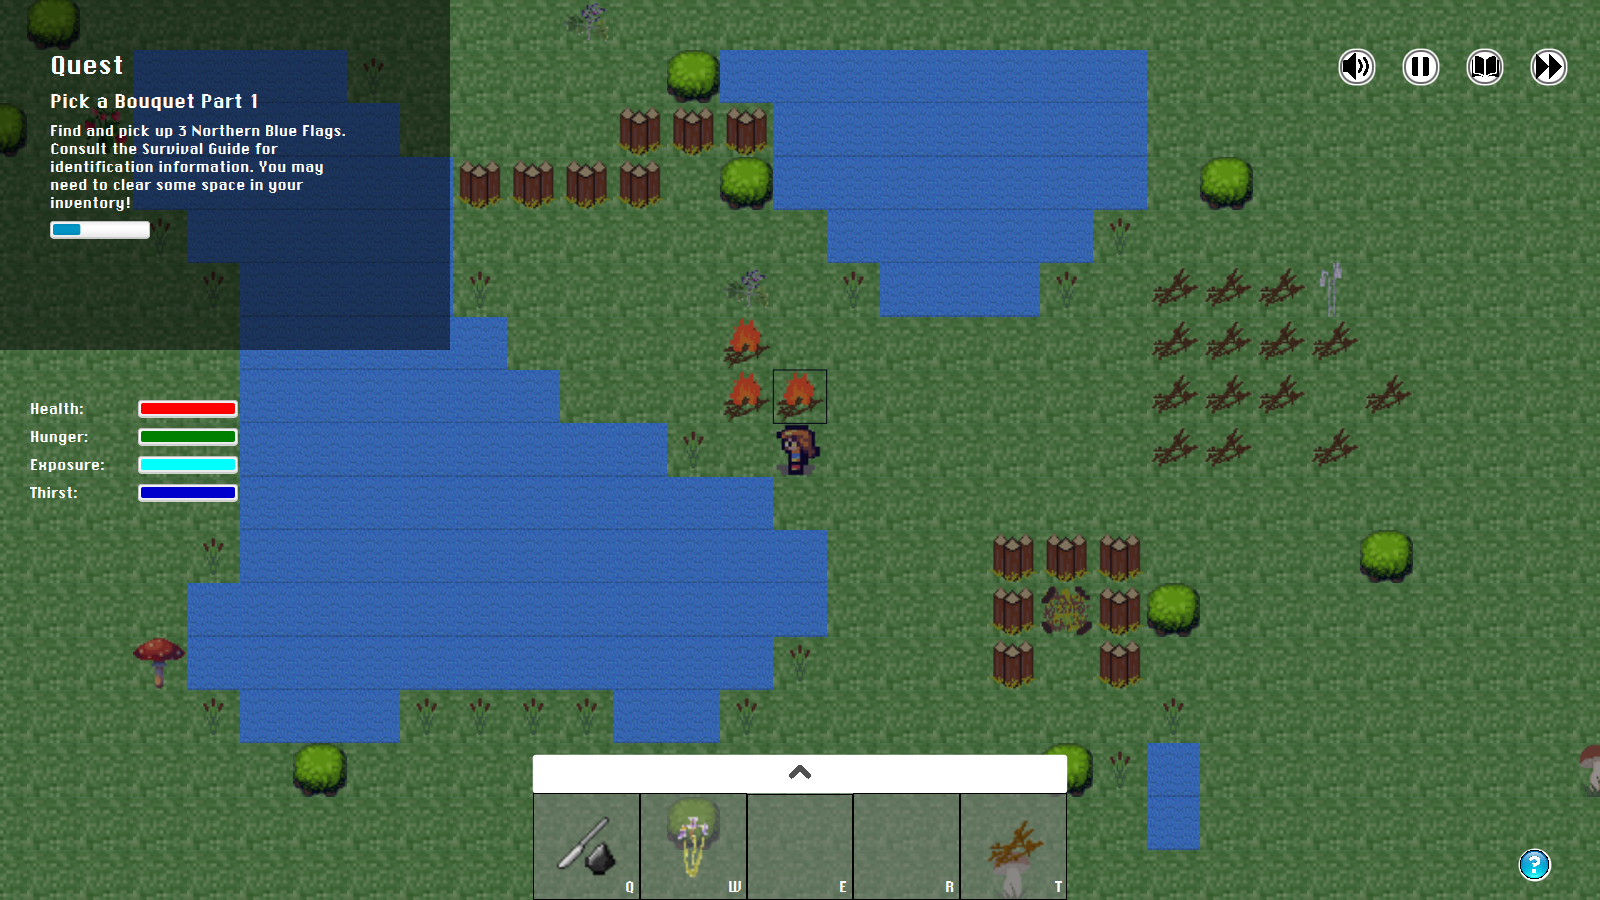 Quest
Pick a Bouquet Part 1
Find and pick up 3 Northern Blue Flags.
Consult the Survival Guide for
identification information. You may
need to clear some space in your
inventory!
Health:
Hunger:
Exposure:
Thirst:
Q W E R T
?